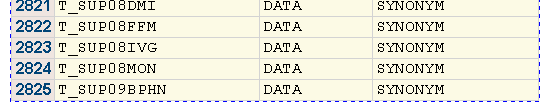 2821 T_SUP08DMI DATA SYNONYM
2822 T_SUP08FFM DATA SYNONYM
2823 T_SUP08IVG DATA SYNONYM
2824 T_SUP08MON DATA SYNONYM
2825 T_SUP09BPHN DATA SYNONYM